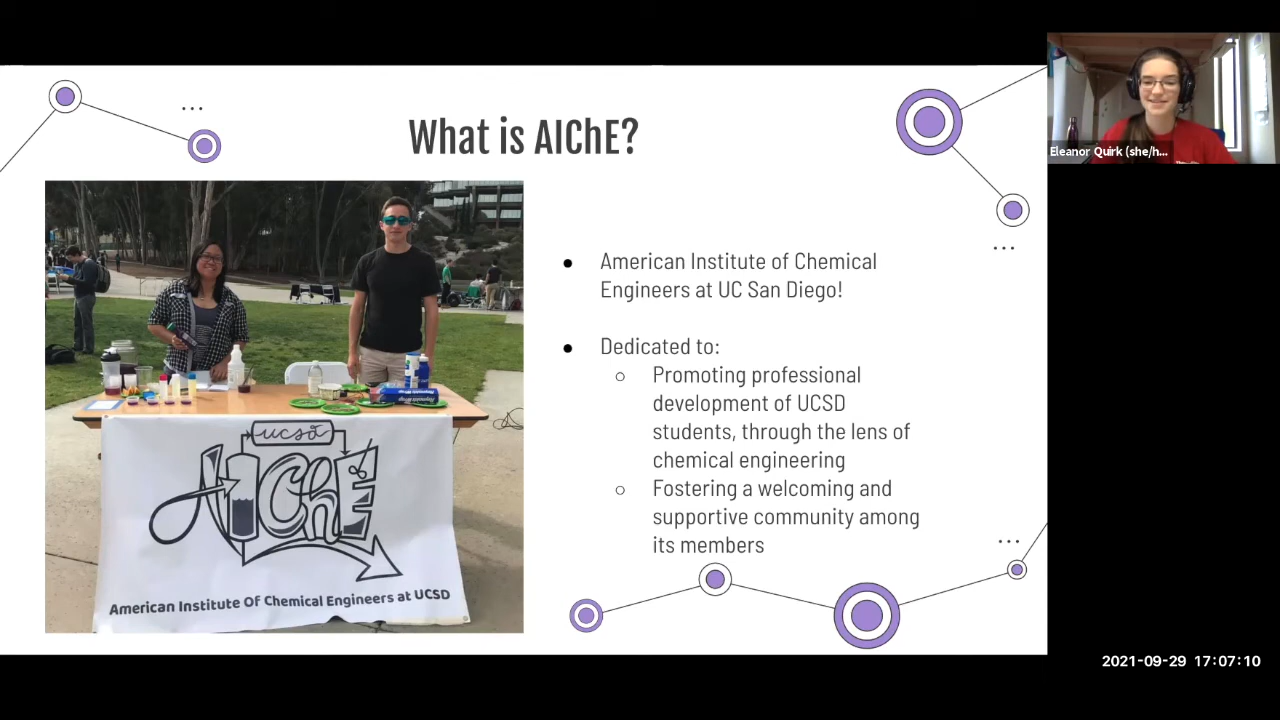 What is AIChE?
Eleanor Quirk (she/h...
American Institute of Chemical
Engineers at UC San Diego!
Dedicated to:
Promoting professional
development of UCSD
students, through the lens of
chemical engineering
Fostering a welcoming and
supportive community among
its members
ucsd
AIChE
American Institute Of Chemical Engineers at UCSD
2021-09-29 17:07:10